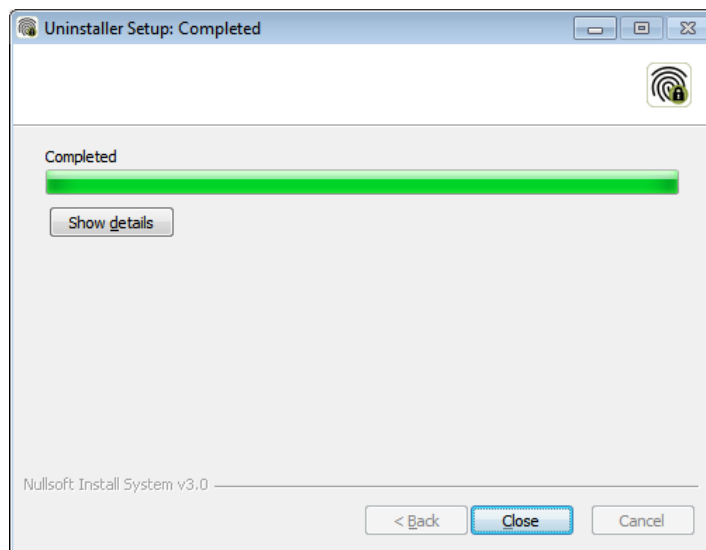 Uninstaller Setup: Completed
Completed
Show details
Nullsoft Install System v3.0
< Back
Close
Cancel